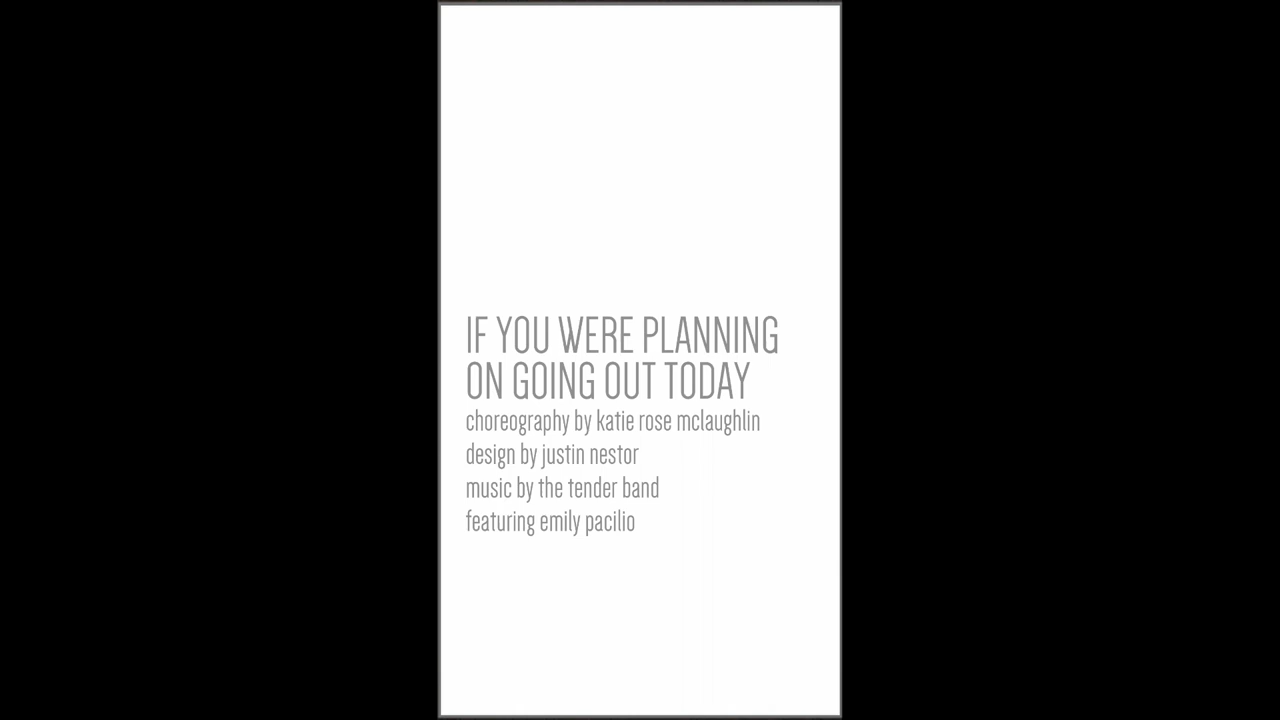 IF YOU WERE PLANNING
ON GOING OUT TODAY
choreography by katie rose mclaughlin
design by justin nestor
music by the tender band
featuring emily pacilio